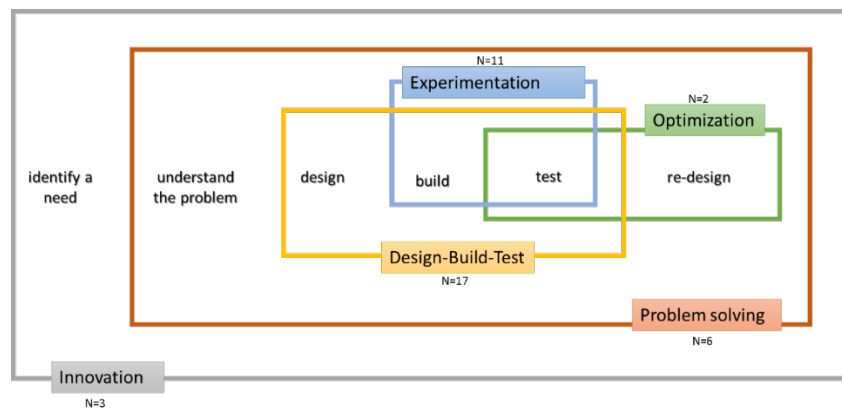 N=11
Experimentation
N=2
Optimization
identify a
need
understand
the problem
design
build
test
re-design
Design-Build-Test
N=17
Problem solving
N=6
Innovation
N=3